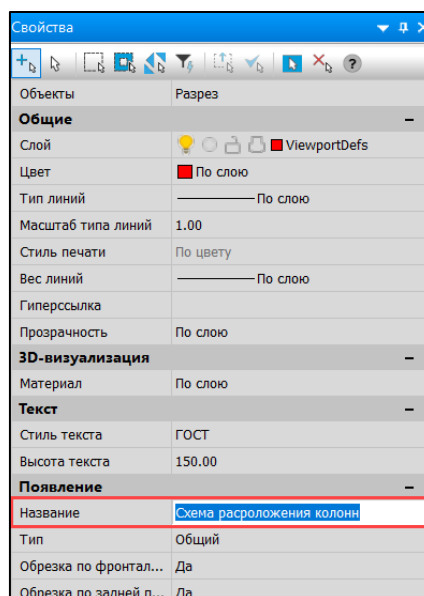 Свойства
Объекты Разрез
Общие
Слой ViewportDefs
Цвет По слою
Тип линий По слою
Масштаб типа линий 1.00
Стиль печати По цвету
Вес линий По слою
Гиперссылка
Прозрачность По слою
3D-визуализация
Материал По слою
Текст
Стиль текста ГОСТ
Высота текста 150.00
Появление
Название Схема расроложения колонн
Тип Общий
Обрезка по фронтал... Да
Обрезка по задней п... Да